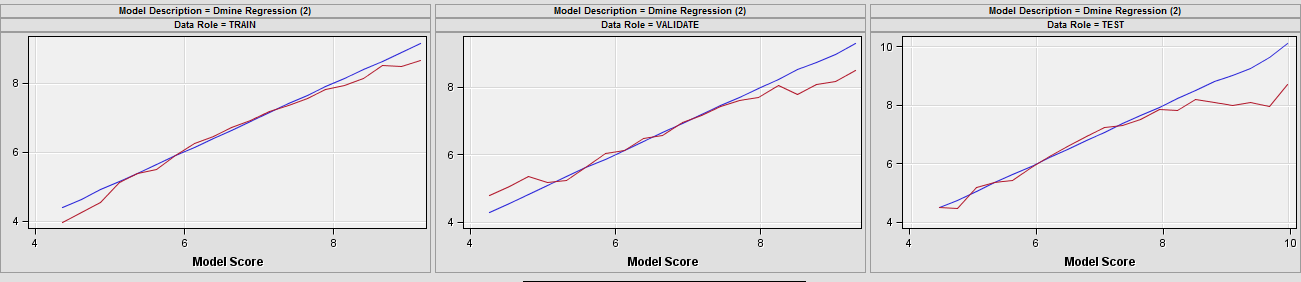 Model Description = Dmine Regression (2)
Data Role = TRAIN
8
6
4
4 6 8
Model Score
Model Description = Dmine Regression (2)
Data Role = VALIDATE
8
6
4
4 6 8
Model Score
Model Description = Dmine Regression (2)
Data Role = TEST
10
8
6
4
4 6 8 10
Model Score